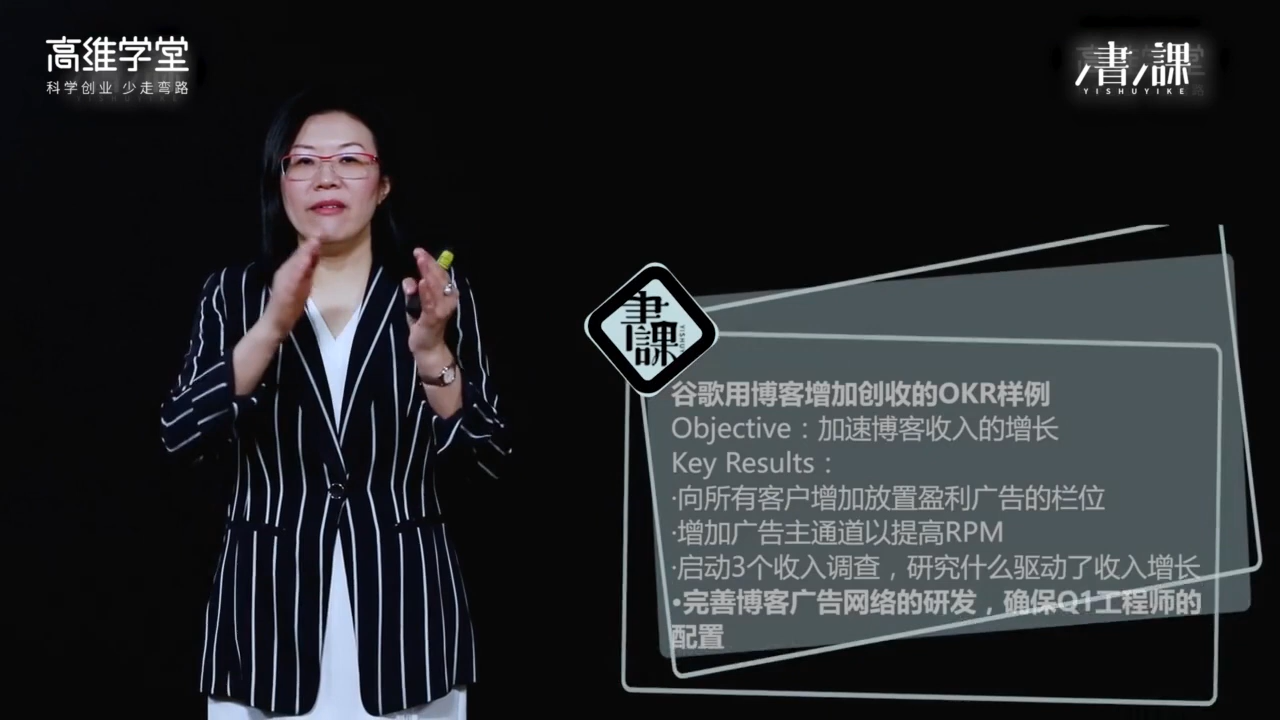 高维学堂
科学创业 少走弯路
書課
YISHUYIKE
書課
谷歌用博客增加创收的OKR样例
Objective：加速博客收入的增长
Key Results：
·向所有客户增加放置盈利广告的栏位
·增加广告主通道以提高RPM
·启动3个收入调查，研究什么驱动了收入增长
•完善博客广告网络的研发，确保Q1工程师的
配置